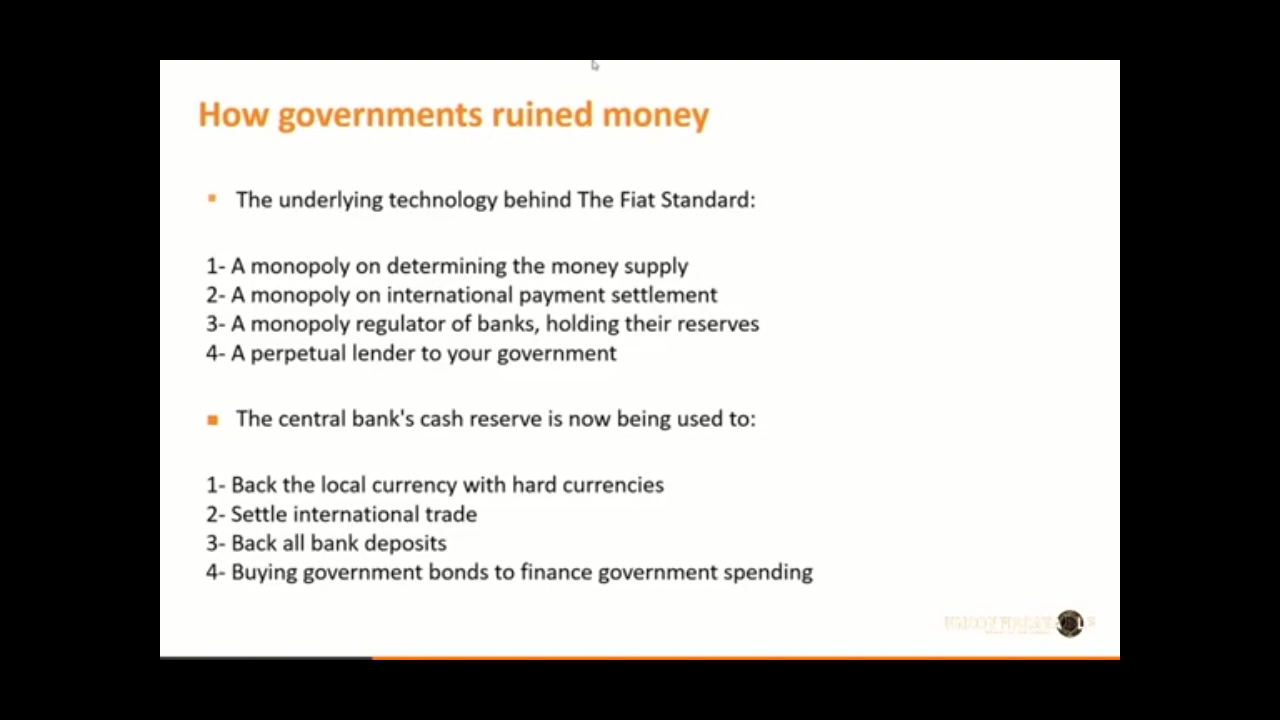 How governments ruined money
The underlying technology behind The Fiat Standard:
1- A monopoly on determining the money supply
2- A monopoly on international payment settlement
3- A monopoly regulator of banks, holding their reserves
4- A perpetual lender to your government
The central bank's cash reserve is now being used to:
1- Back the local currency with hard currencies
2- Settle international trade
3- Back all bank deposits
4- Buying government bonds to finance government spending